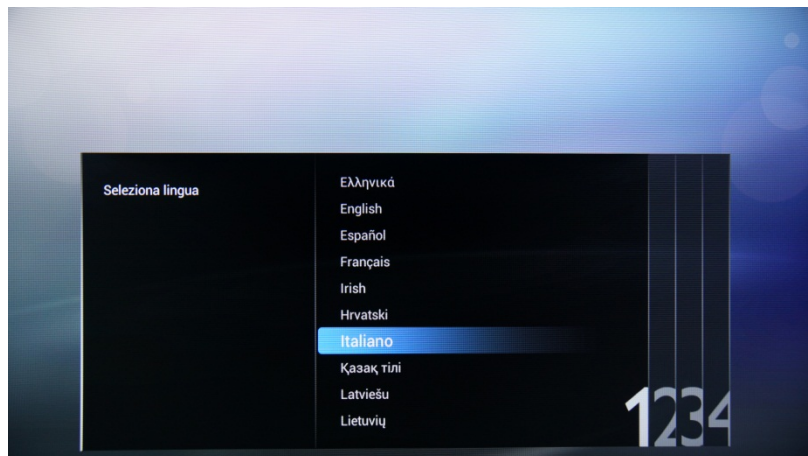 Seleziona lingua
Ελληνικά
English
Español
Français
Irish
Hrvatski
Italiano
Қазақ тілі
Latviešu
Lietuvių
1234